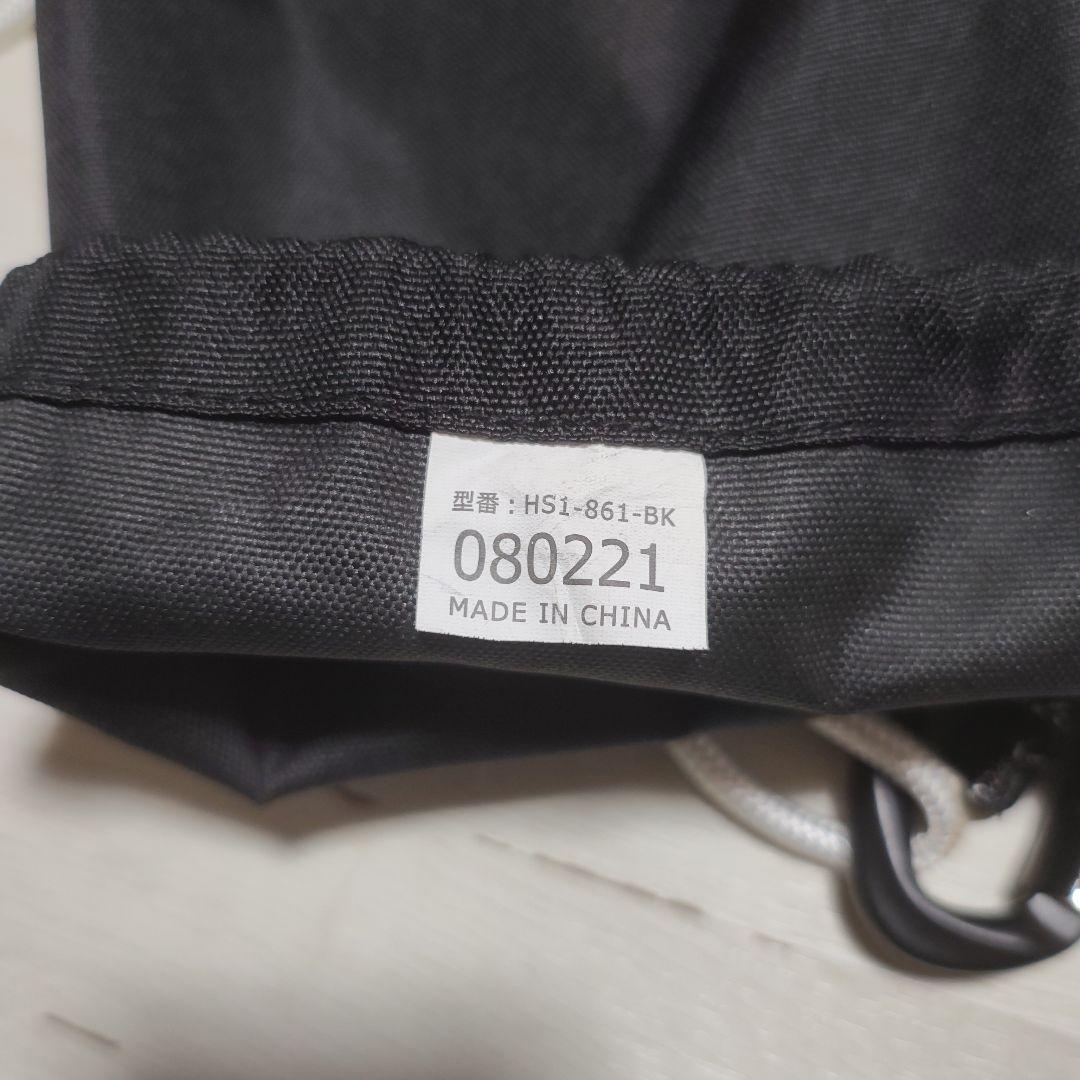 型番 : HS1-861-BK
080221
MADE IN CHINA